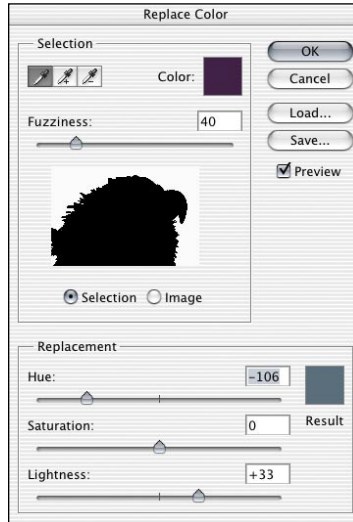 Replace Color
Selection
Color:
OK
Cancel
Fuzziness:
40
Load...
Save...
Preview
Selection
Image
Replacement
Hue:
-106
Saturation:
0
Result
Lightness:
+33